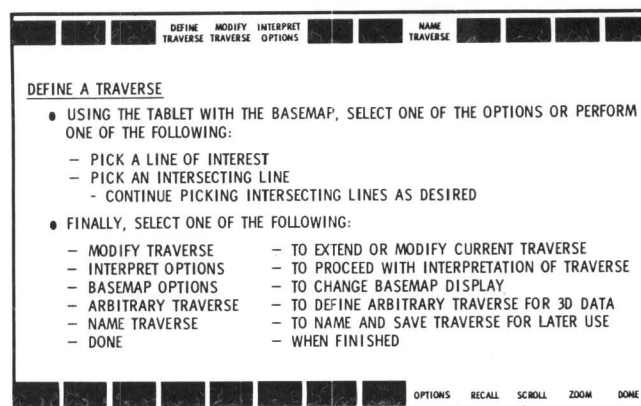 DEFINE TRAVERSE MODIFY TRAVERSE INTERPRET OPTIONS NAME TRAVERSE
DEFINE A TRAVERSE
• USING THE TABLET WITH THE BASEMAP, SELECT ONE OF THE OPTIONS OR PERFORM
ONE OF THE FOLLOWING:
– PICK A LINE OF INTEREST
– PICK AN INTERSECTING LINE
- CONTINUE PICKING INTERSECTING LINES AS DESIRED
• FINALLY, SELECT ONE OF THE FOLLOWING:
– MODIFY TRAVERSE – TO EXTEND OR MODIFY CURRENT TRAVERSE
– INTERPRET OPTIONS – TO PROCEED WITH INTERPRETATION OF TRAVERSE
– BASEMAP OPTIONS – TO CHANGE BASEMAP DISPLAY
– ARBITRARY TRAVERSE – TO DEFINE ARBITRARY TRAVERSE FOR 3D DATA
– NAME TRAVERSE – TO NAME AND SAVE TRAVERSE FOR LATER USE
– DONE – WHEN FINISHED
OPTIONS RECALL SCROLL ZOOM DONE